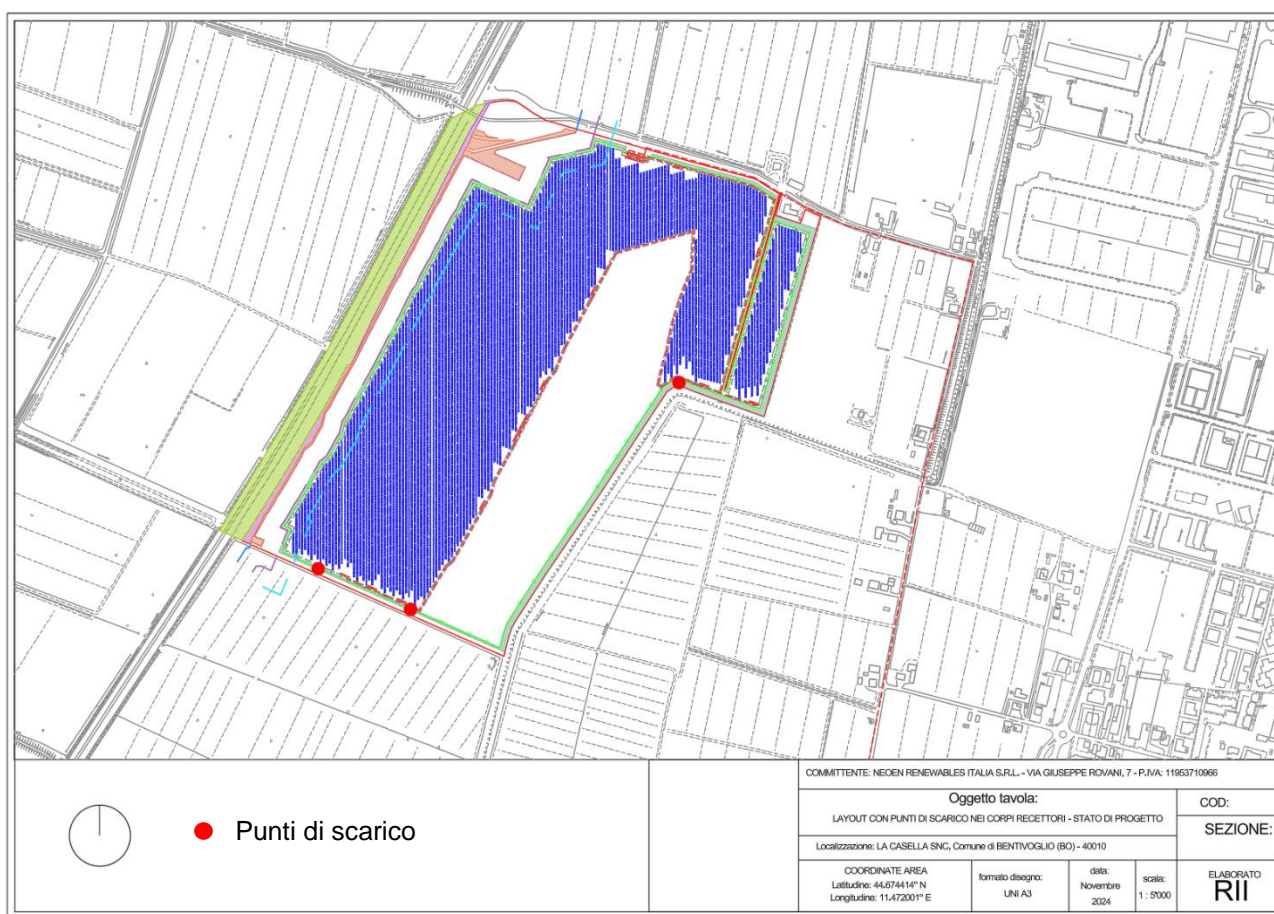 Punti di scarico
COMMITTENTE: NEOEN RENEWABLES ITALIA S.R.L. - VIA GIUSEPPE ROVANI, 7 - P.IVA: 11953710966
Oggetto tavola:
LAYOUT CON PUNTI DI SCARICO NEI CORPI RECETTORI - STATO DI PROGETTO
COD:
SEZIONE:
Localizzazione: LA CASELLA SNC, Comune di BENTIVOGLIO (BO) - 40010
COORDINATE AREA
Latitudine: 44.674414° N
Longitudine: 11.472001° E
formato disegno:
UNI A3
data:
Novembre
2024
scala:
1 : 5'000
ELABORATO
RII